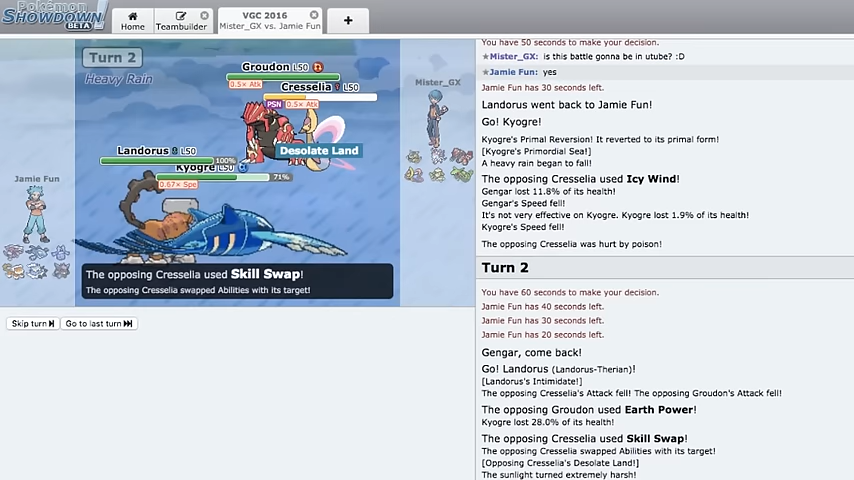 Pokémon
SHOWDOWN
BETA
Home
Teambuilder
VGC 2016
Mister_GX vs. Jamie Fun
+
Turn 2
Heavy Rain
Groudon L50
0.5× Atk
Cresselia L50
PSN 0.5× Atk
Desolate Land
Landorus L50
100%
Kyogre L50
71%
0.67× Spe
Mister_GX
Jamie Fun
The opposing Cresselia used Skill Swap!
The opposing Cresselia swapped Abilities with its target!
Skip turn
Go to last turn
You have 50 seconds to make your decision.
★Mister_GX: is this battle gonna be in utube? :D
★Jamie Fun: yes
Jamie Fun has 30 seconds left.
Landorus went back to Jamie Fun!
Go! Kyogre!
Kyogre's Primal Reversion! It reverted to its primal form!
[Kyogre's Primordial Sea!]
A heavy rain began to fall!
The opposing Cresselia used Icy Wind!
Gengar lost 11.8% of its health!
Gengar's Speed fell!
It's not very effective on Kyogre. Kyogre lost 1.9% of its health!
Kyogre's Speed fell!
The opposing Cresselia was hurt by poison!
Turn 2
You have 60 seconds to make your decision.
Jamie Fun has 40 seconds left.
Jamie Fun has 30 seconds left.
Jamie Fun has 20 seconds left.
Gengar, come back!
Go! Landorus (Landorus-Therian)!
[Landorus's Intimidate!]
The opposing Cresselia's Attack fell! The opposing Groudon's Attack fell!
The opposing Groudon used Earth Power!
Kyogre lost 28.0% of its health!
The opposing Cresselia used Skill Swap!
The opposing Cresselia swapped Abilities with its target!
[Opposing Cresselia's Desolate Land!]
The sunlight turned extremely harsh!